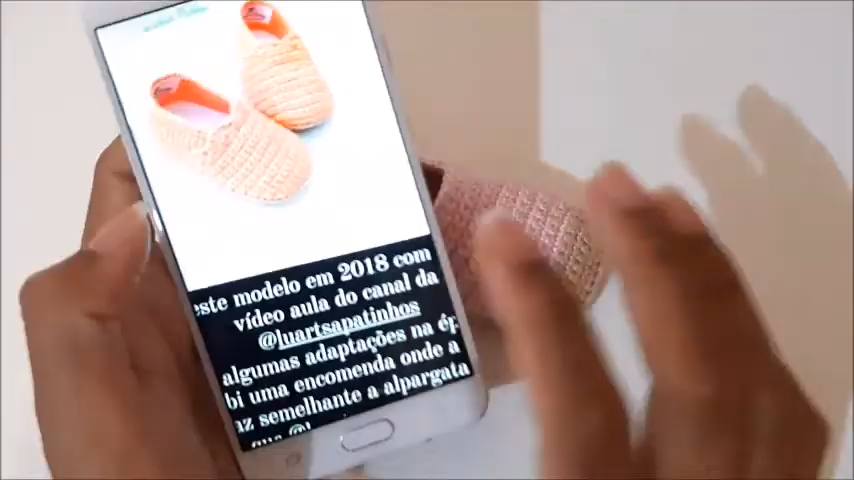 este modelo em 2018 com
vídeo aula do canal da
@luartsapatinhos
algumas adaptações na ép
bi uma encomenda onde a
az semelhante a alpargata